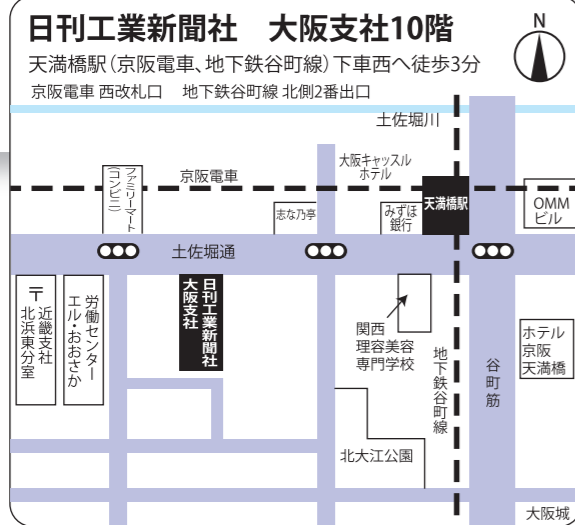 日刊工業新聞社 大阪支社10階
天満橋駅(京阪電車、地下鉄谷町線)下車西へ徒歩3分
京阪電車 西改札口 地下鉄谷町線 北側2番出口
N
土佐堀川
ファミリーマート
(コンビニ)
京阪電車
大阪キャッスル
ホテル
志な乃亭
みずほ
銀行
天満橋駅
OMM
ビル
土佐堀通
〒
近畿支社
北浜東分室
労働センター
エル・おおさか
日刊工業新聞社
大阪支社
関西
理容美容
専門学校
地下鉄谷町線
谷町筋
ホテル
京阪
天満橋
北大江公園
大阪城